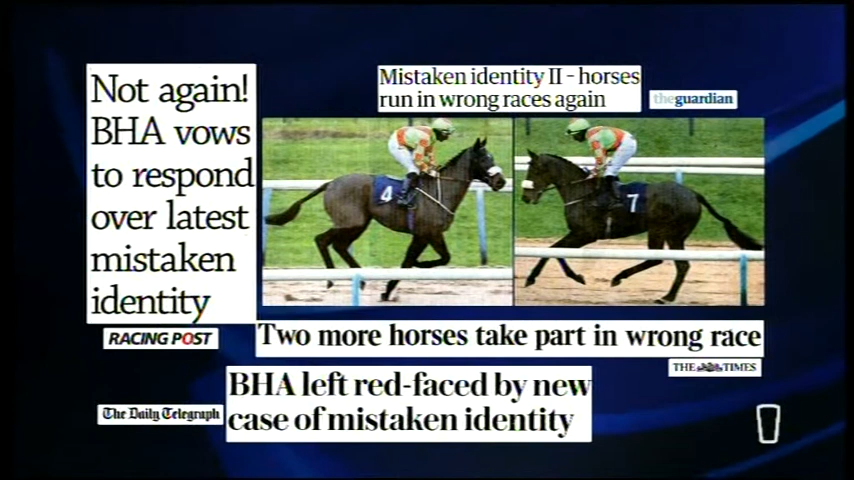 Not again!
BHA vows
to respond
over latest
mistaken
identity
RACING POST
Mistaken identity II – horses
run in wrong races again
theguardian
4
7
Two more horses take part in wrong race
THE TIMES
BHA left red-faced by new
case of mistaken identity
The Daily Telegraph